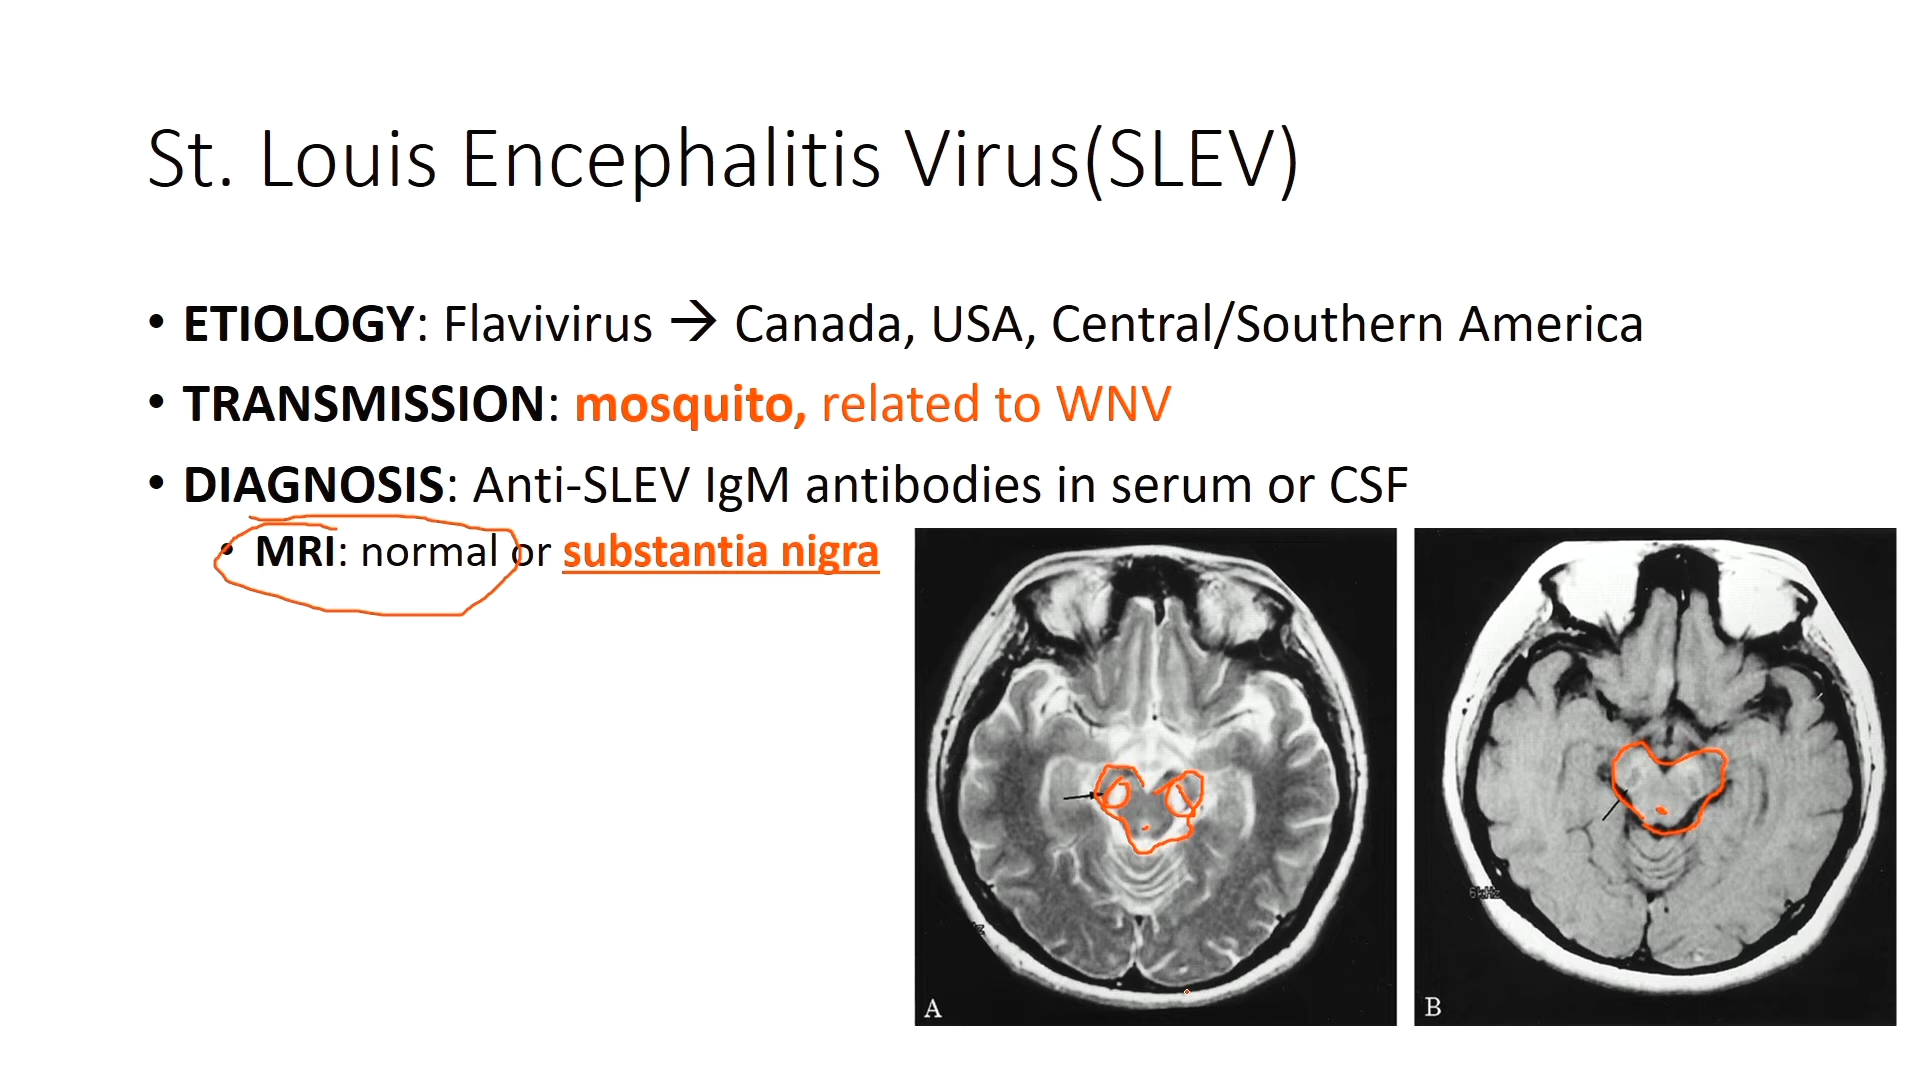 St. Louis Encephalitis Virus(SLEV)
• ETIOLOGY: Flavivirus → Canada, USA, Central/Southern America
• TRANSMISSION: mosquito, related to WNV
• DIAGNOSIS: Anti-SLEV IgM antibodies in serum or CSF
• MRI: normal or substantia nigra
A
B